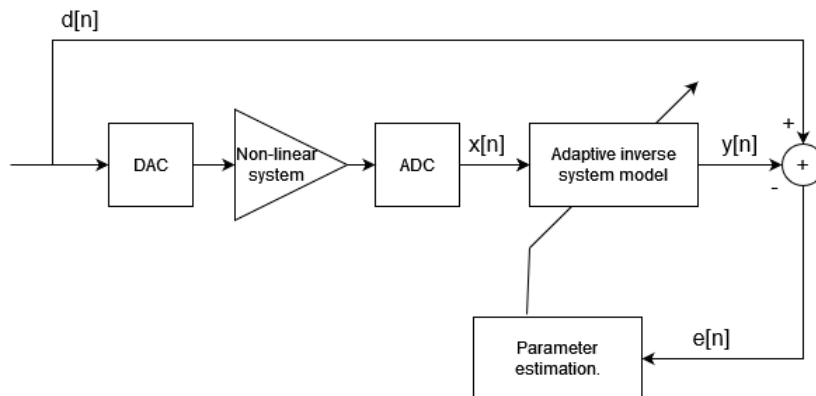 d[n]
DAC
Non-linear
system
ADC
x[n]
Adaptive inverse
system model
y[n]
+
+
-
Parameter
estimation.
e[n]